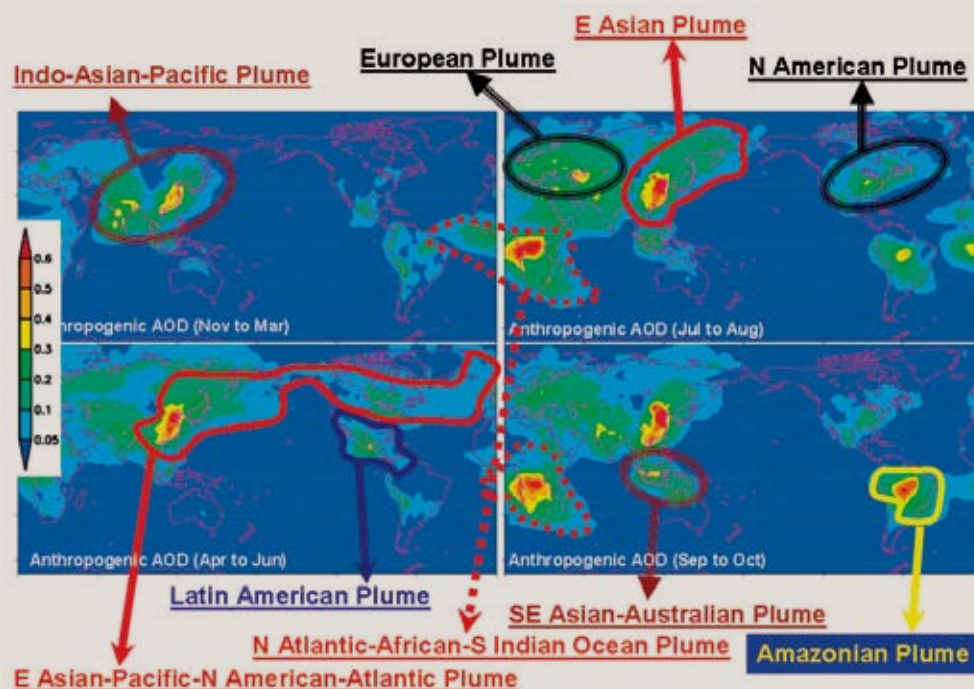 E Asian Plume
European Plume
N American Plume
Indo-Asian-Pacific Plume
0.6
0.5
0.4
0.3
0.2
0.1
0.05
hropogenic AOD (Nov to Mar)
Anthropogenic AOD (Jul to Aug)
Anthropogenic AOD (Apr to Jun)
Anthropogenic AOD (Sep to Oct)
Latin American Plume
SE Asian-Australian Plume
N Atlantic-African-S Indian Ocean Plume
Amazonian Plume
E Asian-Pacific-N American-Atlantic Plume